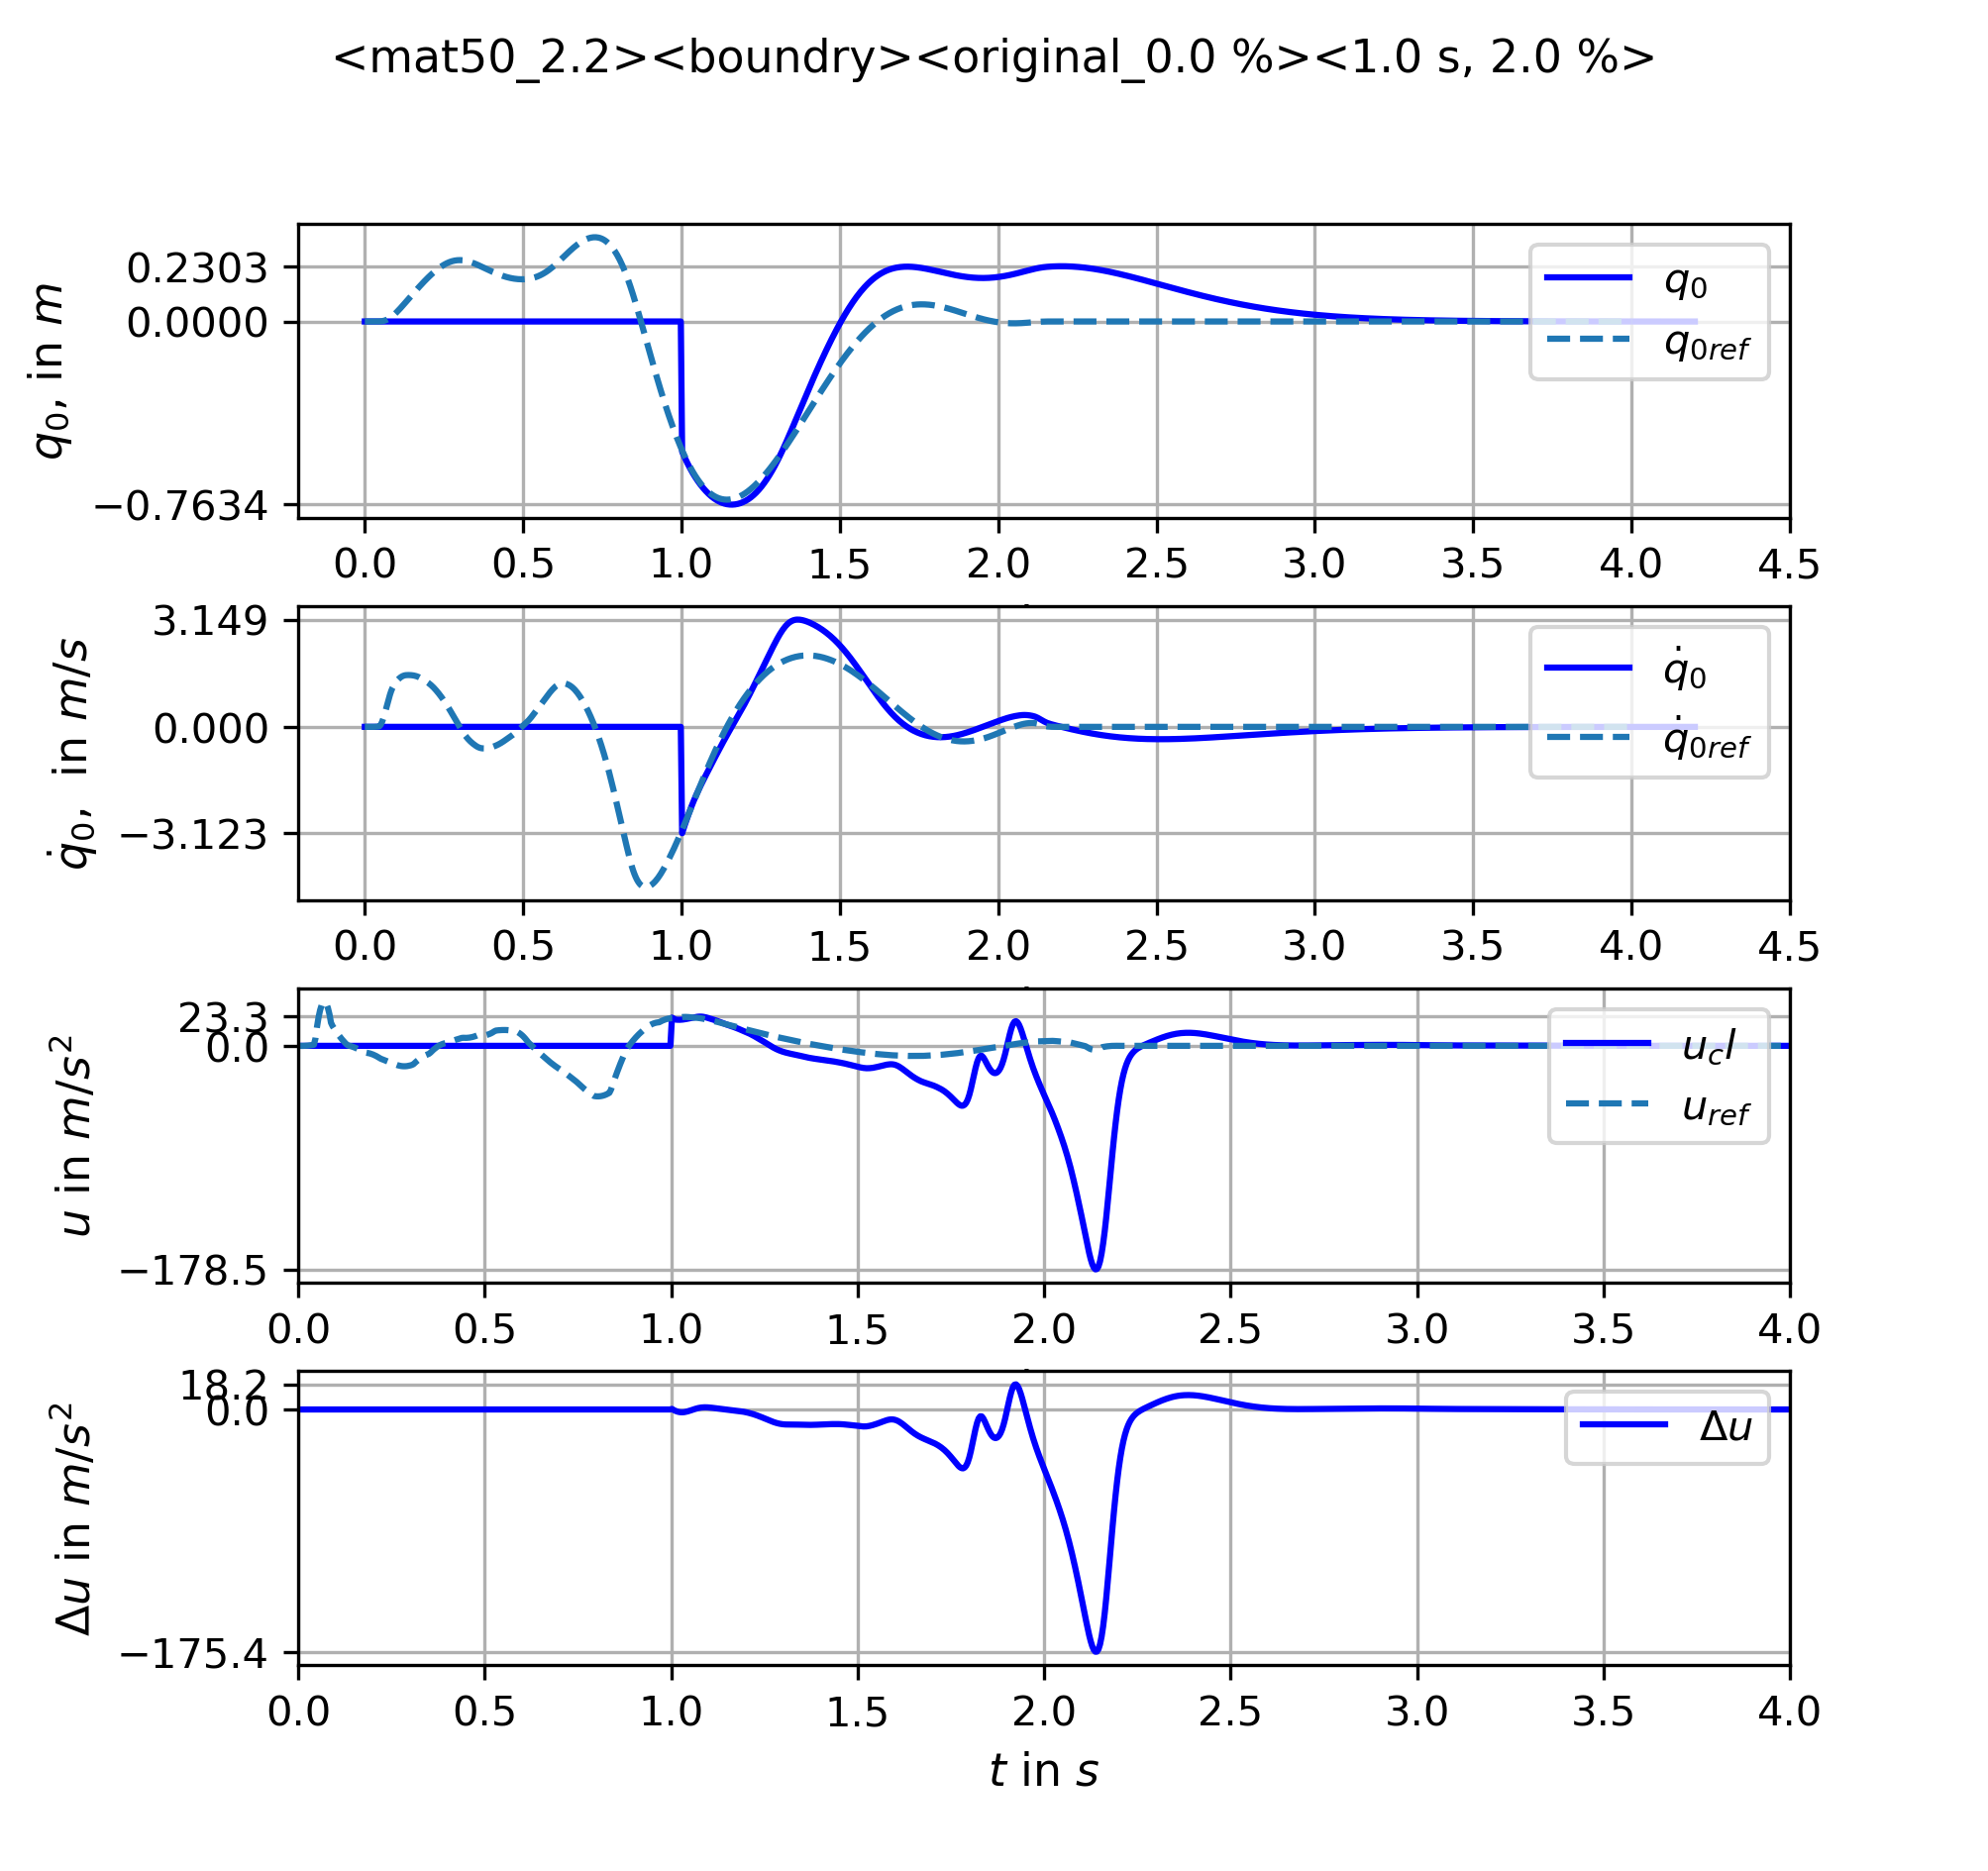 <mat50_2.2><boundry><original_0.0 %><1.0 s, 2.0 %>
q₀, in m
0.2303
0.0000
−0.7634
q₀
q₀ref
0.0 0.5 1.0 1.5 2.0 2.5 3.0 3.5 4.0 4.5
q̇₀, in m/s
3.149
0.000
−3.123
q̇₀
q̇₀ref
0.0 0.5 1.0 1.5 2.0 2.5 3.0 3.5 4.0 4.5
u in m/s²
23.3
0.0
−178.5
u_cl
u_ref
0.0 0.5 1.0 1.5 2.0 2.5 3.0 3.5 4.0
Δu in m/s²
18.2
0.0
−175.4
Δu
0.0 0.5 1.0 1.5 2.0 2.5 3.0 3.5 4.0
t in s